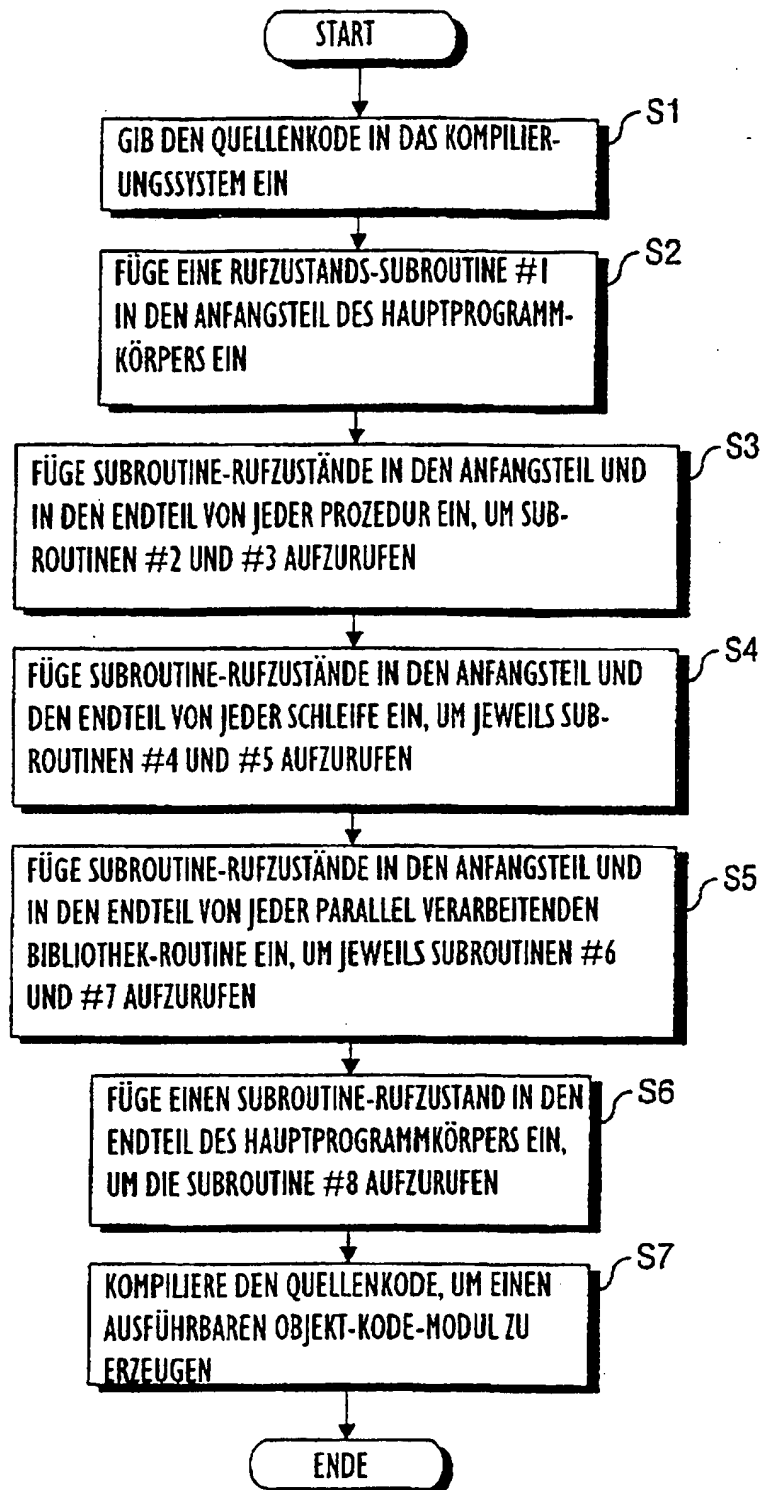 START
S1
GIB DEN QUELLENKODE IN DAS KOMPILIER-
UNGSSYSTEM EIN
S2
FÜGE EINE RUFZUSTANDS-SUBROUTINE #1
IN DEN ANFANGSTEIL DES HAUPTPROGRAMM-
KÖRPERS EIN
S3
FÜGE SUBROUTINE-RUFZUSTÄNDE IN DEN ANFANGSTEIL UND
IN DEN ENDTEIL VON JEDER PROZEDUR EIN, UM SUB-
ROUTINEN #2 UND #3 AUFZURUFEN
S4
FÜGE SUBROUTINE-RUFZUSTÄNDE IN DEN ANFANGSTEIL UND
DEN ENDTEIL VON JEDER SCHLEIFE EIN, UM JEWEILS SUB-
ROUTINEN #4 UND #5 AUFZURUFEN
S5
FÜGE SUBROUTINE-RUFZUSTÄNDE IN DEN ANFANGSTEIL UND
IN DEN ENDTEIL VON JEDER PARALLEL VERARBEITENDEN
BIBLIOTHEK-ROUTINE EIN, UM JEWEILS SUBROUTINEN #6
UND #7 AUFZURUFEN
S6
FÜGE EINEN SUBROUTINE-RUFZUSTAND IN DEN
ENDTEIL DES HAUPTPROGRAMMKÖRPERS EIN,
UM DIE SUBROUTINE #8 AUFZURUFEN
S7
KOMPILIERE DEN QUELLENKODE, UM EINEN
AUSFÜHRBAREN OBJEKT-KODE-MODUL ZU
ERZEUGEN
ENDE